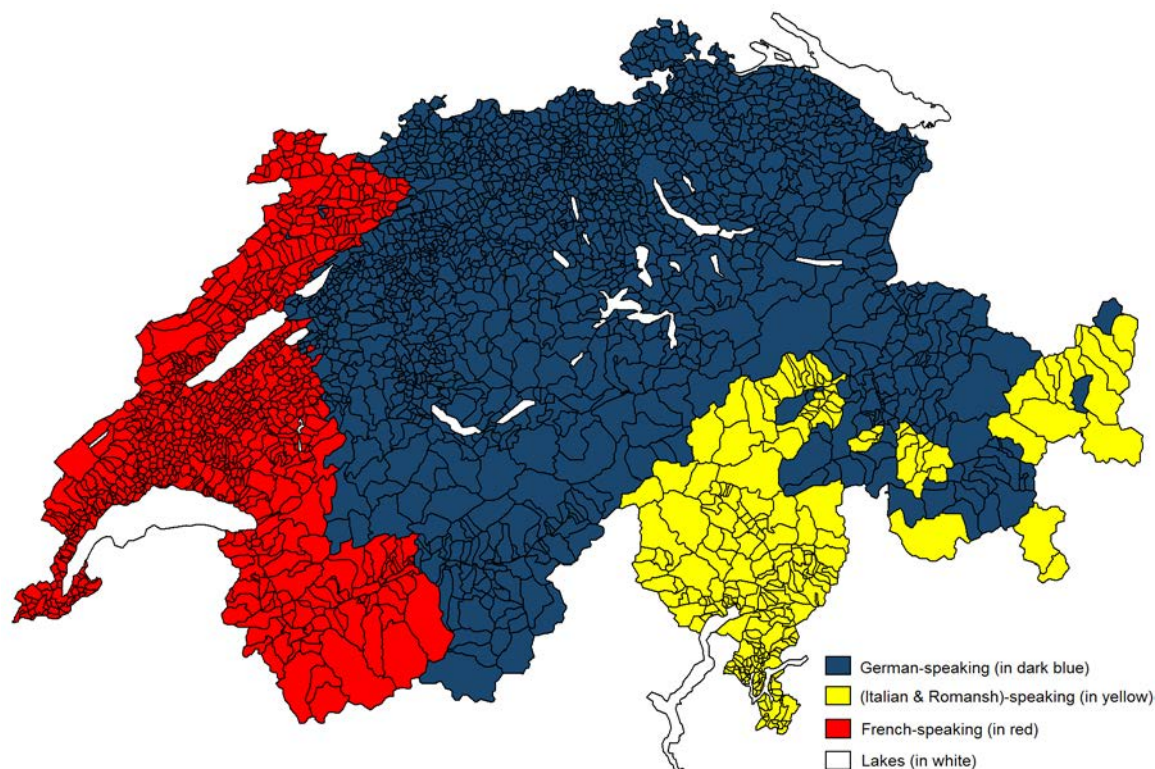 German-speaking (in dark blue)
(Italian & Romansh)-speaking (in yellow)
French-speaking (in red)
Lakes (in white)